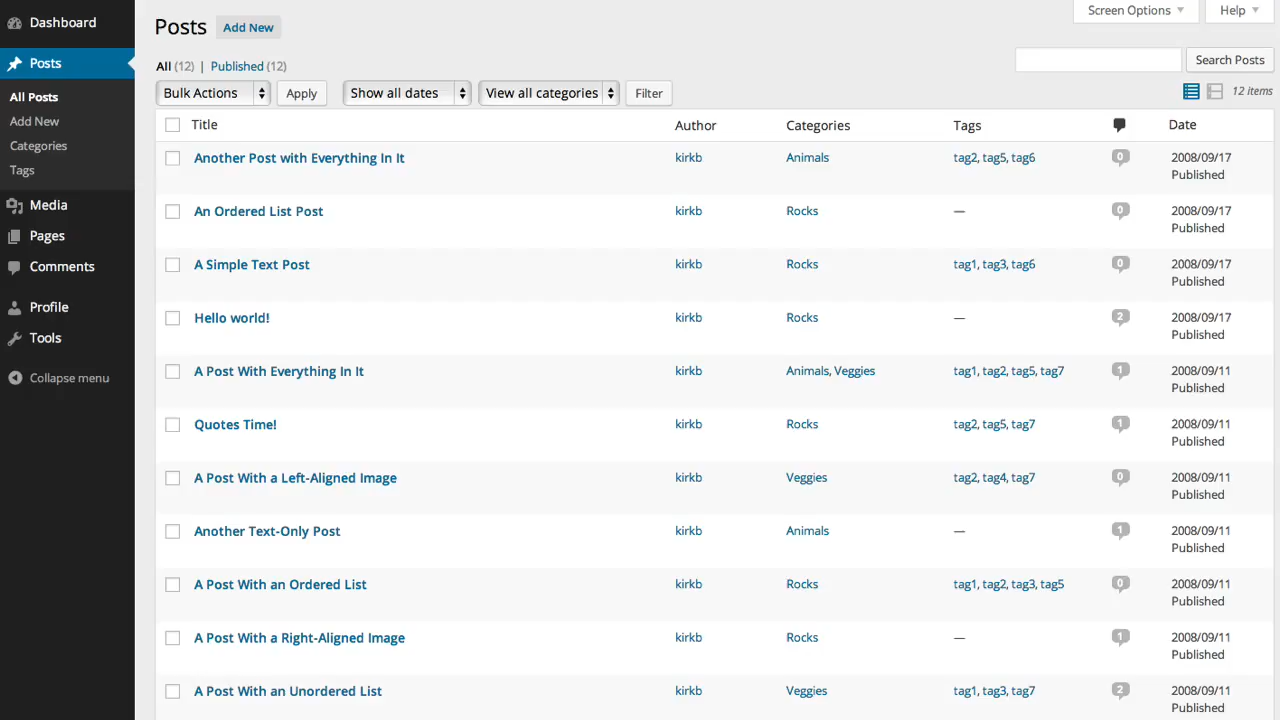 Dashboard
Posts
All Posts
Add New
Categories
Tags
Media
Pages
Comments
Profile
Tools
Collapse menu
Screen Options Help
Posts Add New
All (12) | Published (12)
Search Posts
Bulk Actions Apply Show all dates View all categories Filter
12 items
Title Author Categories Tags Date
Another Post with Everything In It kirkb Animals tag2, tag5, tag6 0 2008/09/17
Published
An Ordered List Post kirkb Rocks — 0 2008/09/17
Published
A Simple Text Post kirkb Rocks tag1, tag3, tag6 0 2008/09/17
Published
Hello world! kirkb Rocks — 2 2008/09/17
Published
A Post With Everything In It kirkb Animals, Veggies tag1, tag2, tag5, tag7 1 2008/09/11
Published
Quotes Time! kirkb Rocks tag2, tag5, tag7 1 2008/09/11
Published
A Post With a Left-Aligned Image kirkb Veggies tag2, tag4, tag7 0 2008/09/11
Published
Another Text-Only Post kirkb Animals — 1 2008/09/11
Published
A Post With an Ordered List kirkb Rocks tag1, tag2, tag3, tag5 0 2008/09/11
Published
A Post With a Right-Aligned Image kirkb Rocks — 1 2008/09/11
Published
A Post With an Unordered List kirkb Veggies tag1, tag3, tag7 2 2008/09/11
Published